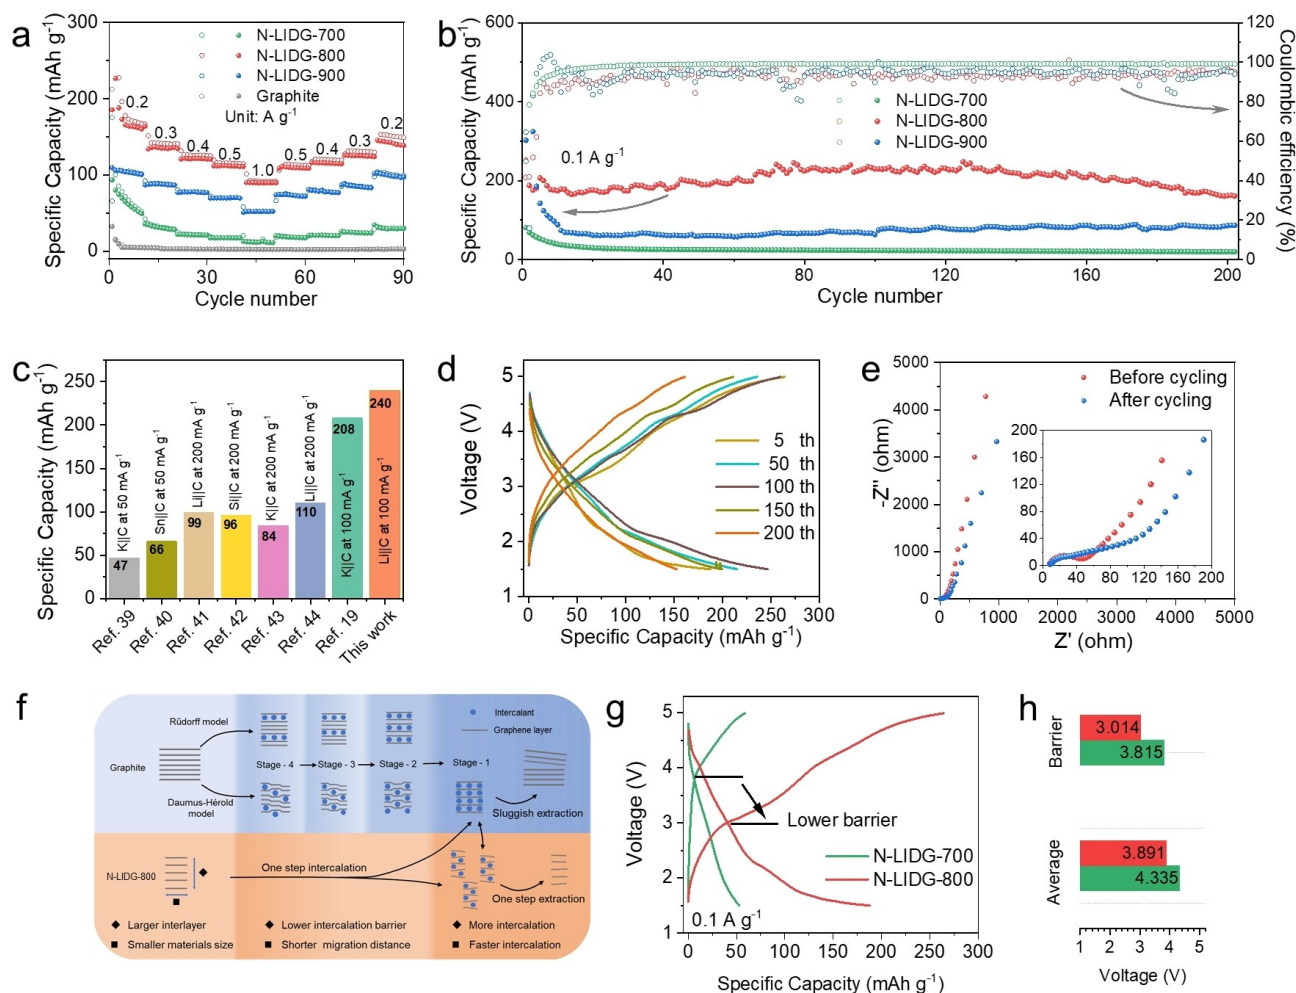 a
Specific Capacity (mAh g-1)
300
250
200
150
100
50
0
N-LIDG-700
N-LIDG-800
N-LIDG-900
Graphite
Unit: A g-1
0.2
0.3
0.4
0.5
1.0
0.5
0.4
0.3
0.2
0 30 60 90
Cycle number
b
Specific Capacity (mAh g-1)
600
500
400
200
100
0
0.1 A g-1
N-LIDG-700
N-LIDG-800
N-LIDG-900
120
100
80
60
40
20
0
Coulombic efficiency (%)
0 40 80 120 160 200
Cycle number
c
Specific Capacity (mAh g-1)
250
200
150
100
50
0
K||C at 50 mA g-1
47
Sn||C at 50 mA g-1
66
Li||C at 200 mA g-1
99
Si||C at 200 mA g-1
96
K||C at 200 mA g-1
84
Li||C at 200 mA g-1
110
K||C at 100 mA g-1
208
Li||C at 100 mA g-1
240
Ref. 39
Ref. 40
Ref. 41
Ref. 42
Ref. 43
Ref. 44
Ref. 19
This work
d
Voltage (V)
5
4
3
2
1
5 th
50 th
100 th
150 th
200 th
0 50 100 150 200 250 300
Specific Capacity (mAh g-1)
e
-Z'' (ohm)
5000
4000
3000
2000
1000
0
Before cycling
After cycling
200
160
120
80
40
0
0 40 80 120 160 200
0 1000 2000 3000 4000 5000
Z' (ohm)
f
Rüdorff model
Graphite
Daumus-Hérold
model
Stage - 4
Stage - 3
Stage - 2
Stage - 1
Intercalant
Graphene layer
Sluggish extraction
N-LIDG-800
One step intercalation
One step extraction
Larger interlayer
Lower intercalation barrier
More intercalation
Smaller materials size
Shorter migration distance
Faster intercalation
g
Voltage (V)
5
4
3
2
1
Lower barrier
N-LIDG-700
N-LIDG-800
0.1 A g-1
0 50 100 150 200 250 300
Specific Capacity (mAh g-1)
h
Barrier
3.014
3.815
Average
3.891
4.335
1 2 3 4 5
Voltage (V)